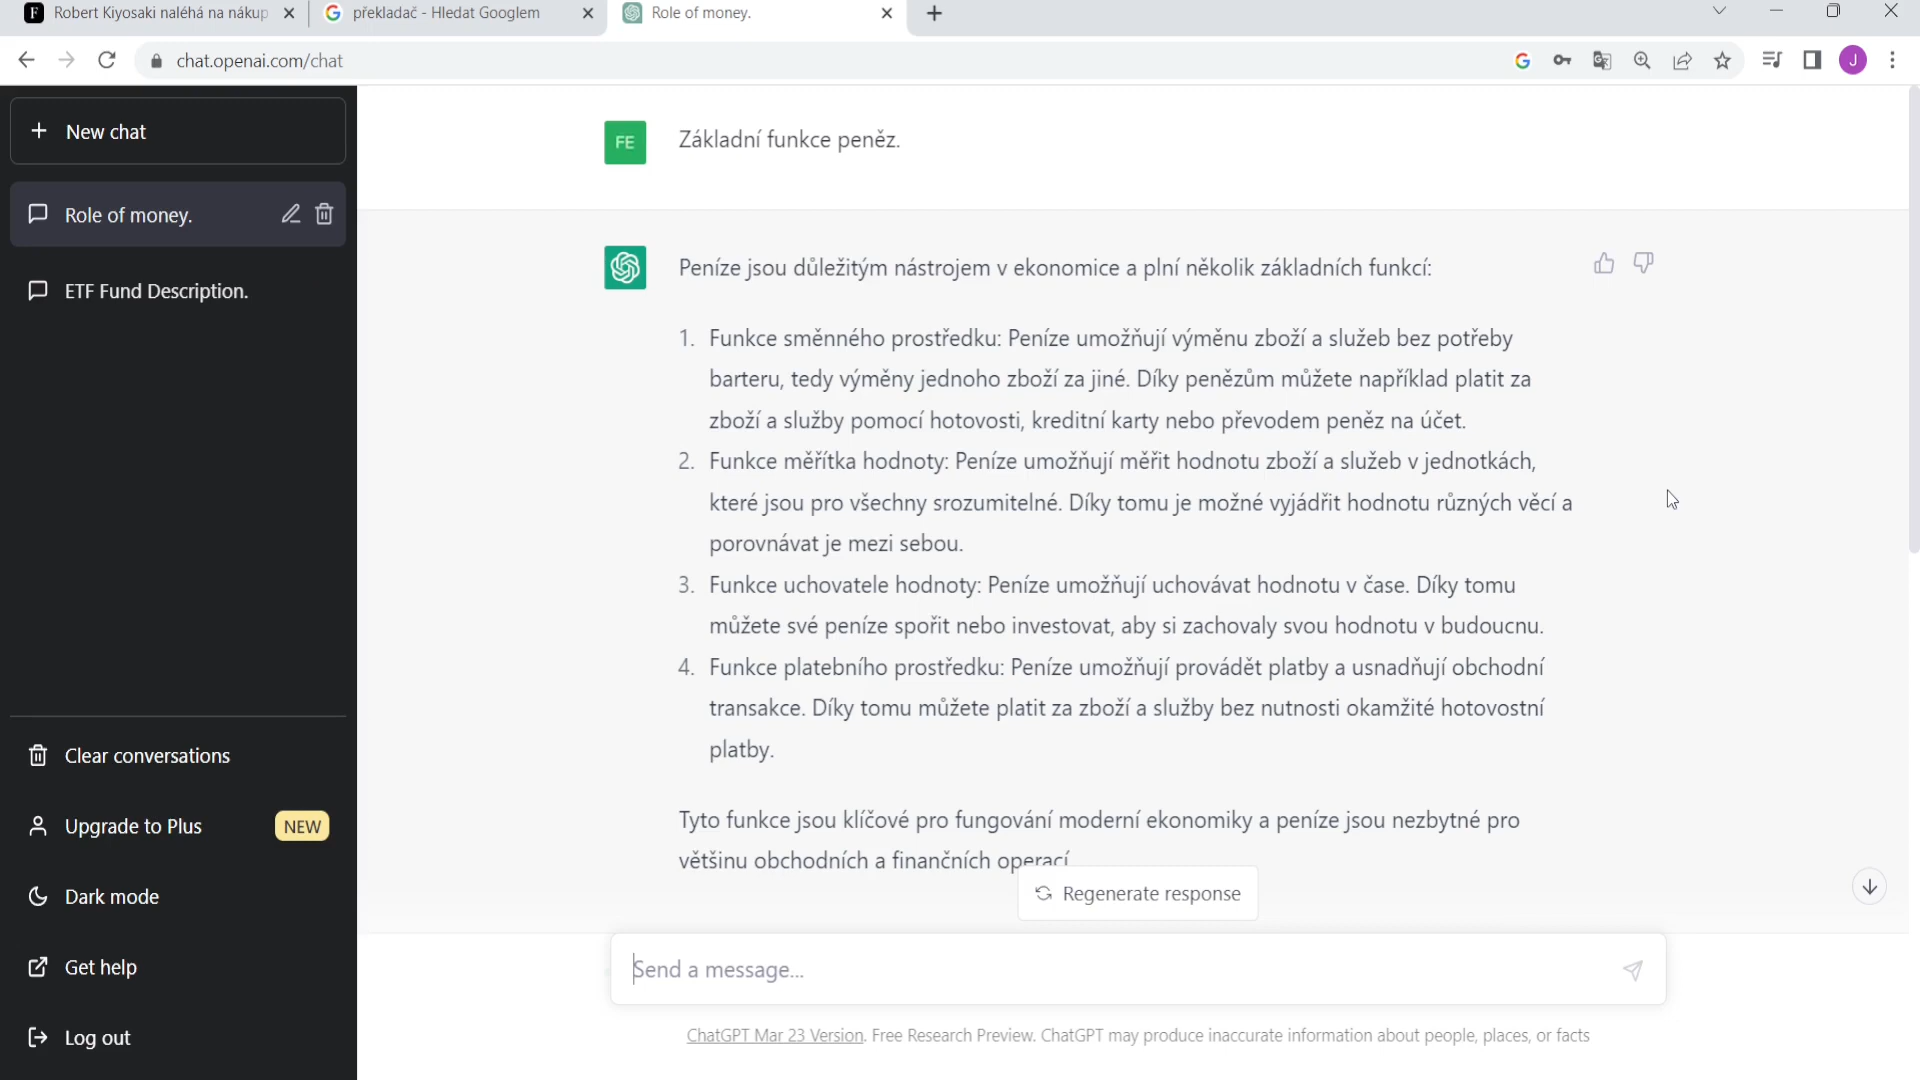 Robert Kiyosaki naléhá na nákup
překladač - Hledat Googlem
Role of money.
chat.openai.com/chat
J
New chat
Role of money.
ETF Fund Description.
Clear conversations
Upgrade to Plus
NEW
Dark mode
Get help
Log out
FE
Základní funkce peněz.
Peníze jsou důležitým nástrojem v ekonomice a plní několik základních funkcí:
1. Funkce směnného prostředku: Peníze umožňují výměnu zboží a služeb bez potřeby
barteru, tedy výměny jednoho zboží za jiné. Díky penězům můžete například platit za
zboží a služby pomocí hotovosti, kreditní karty nebo převodem peněz na účet.
2. Funkce měřítka hodnoty: Peníze umožňují měřit hodnotu zboží a služeb v jednotkách,
které jsou pro všechny srozumitelné. Díky tomu je možné vyjádřit hodnotu různých věcí a
porovnávat je mezi sebou.
3. Funkce uchovatele hodnoty: Peníze umožňují uchovávat hodnotu v čase. Díky tomu
můžete své peníze spořit nebo investovat, aby si zachovaly svou hodnotu v budoucnu.
4. Funkce platebního prostředku: Peníze umožňují provádět platby a usnadňují obchodní
transakce. Díky tomu můžete platit za zboží a služby bez nutnosti okamžité hotovostní
platby.
Tyto funkce jsou klíčové pro fungování moderní ekonomiky a peníze jsou nezbytné pro
většinu obchodních a finančních operací
Regenerate response
Send a message...
ChatGPT Mar 23 Version. Free Research Preview. ChatGPT may produce inaccurate information about people, places, or facts